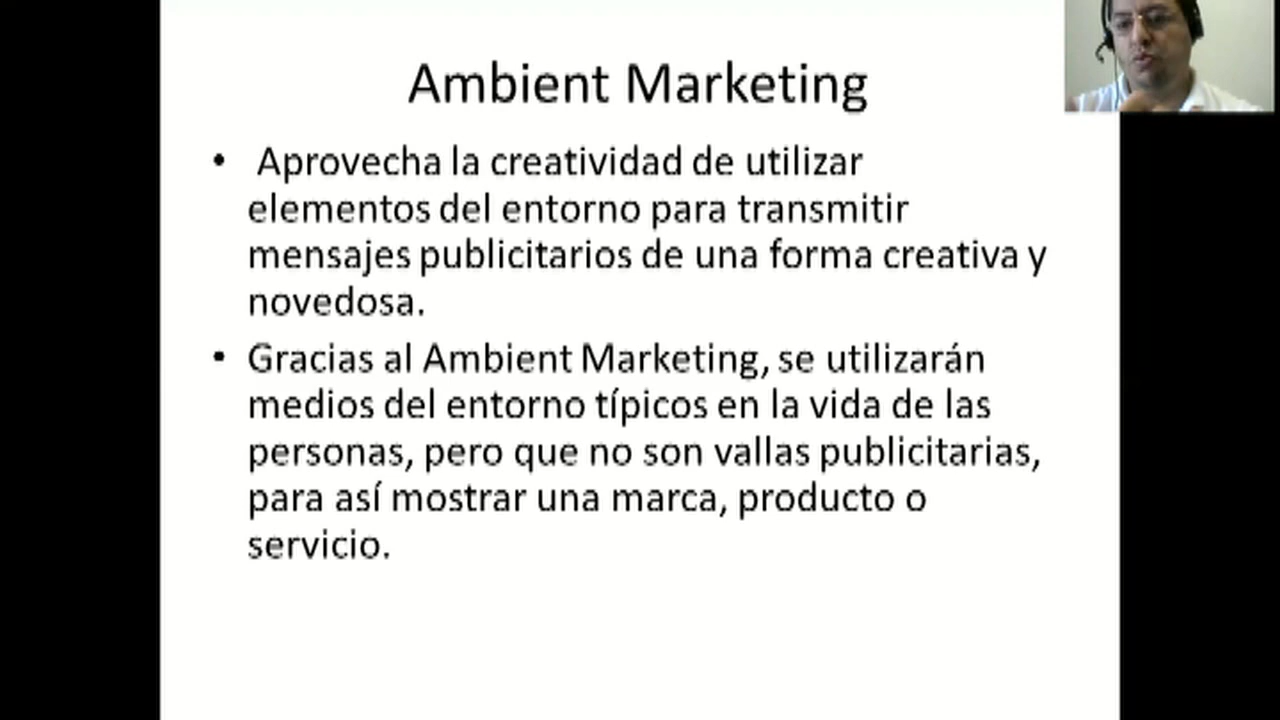 Ambient Marketing
• Aprovecha la creatividad de utilizar
elementos del entorno para transmitir
mensajes publicitarios de una forma creativa y
novedosa.
• Gracias al Ambient Marketing, se utilizarán
medios del entorno típicos en la vida de las
personas, pero que no son vallas publicitarias,
para así mostrar una marca, producto o
servicio.